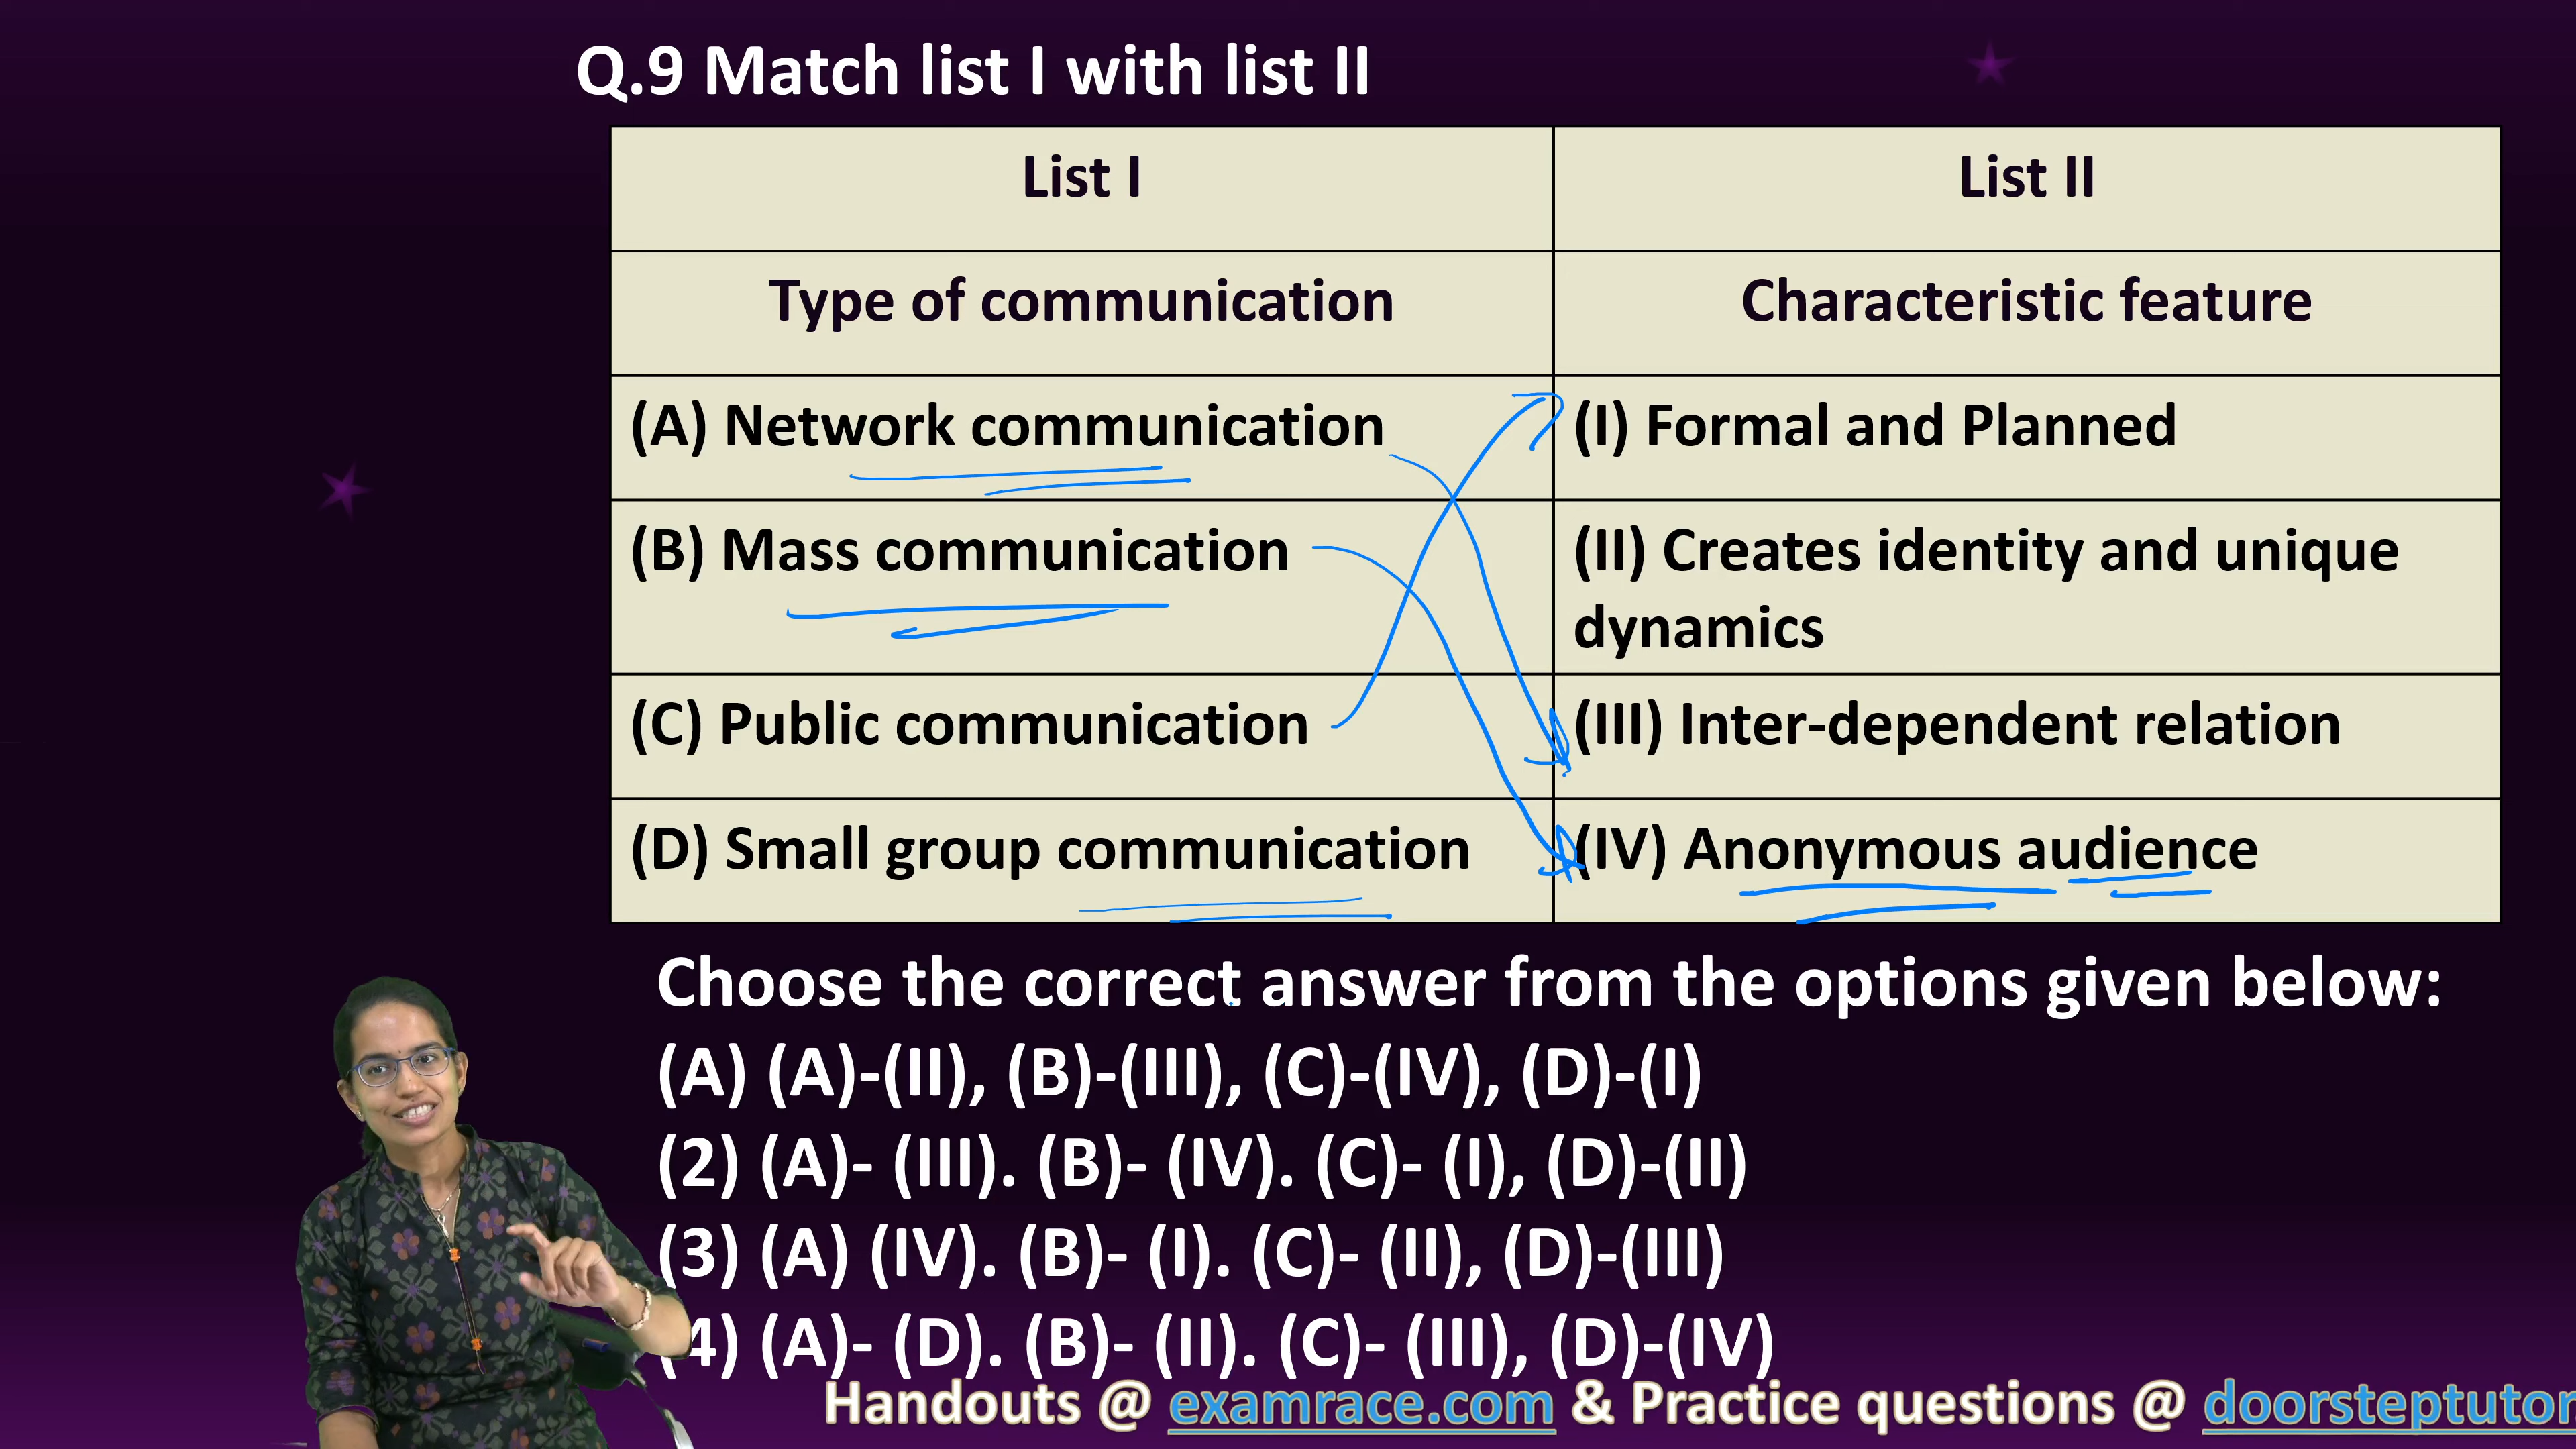 Q.9 Match list I with list II
List I
List II
Type of communication
Characteristic feature
(A) Network communication
(I) Formal and Planned
(B) Mass communication
(II) Creates identity and unique
dynamics
(C) Public communication
(III) Inter-dependent relation
(D) Small group communication
(IV) Anonymous audience
Choose the correct answer from the options given below:
(A) (A)-(II), (B)-(III), (C)-(IV), (D)-(I)
(2) (A)- (III). (B)- (IV). (C)- (I), (D)-(II)
(3) (A) (IV). (B)- (I). (C)- (II), (D)-(III)
(4) (A)- (D). (B)- (II). (C)- (III), (D)-(IV)
Handouts @ examrace.com & Practice questions @ doorsteptutor